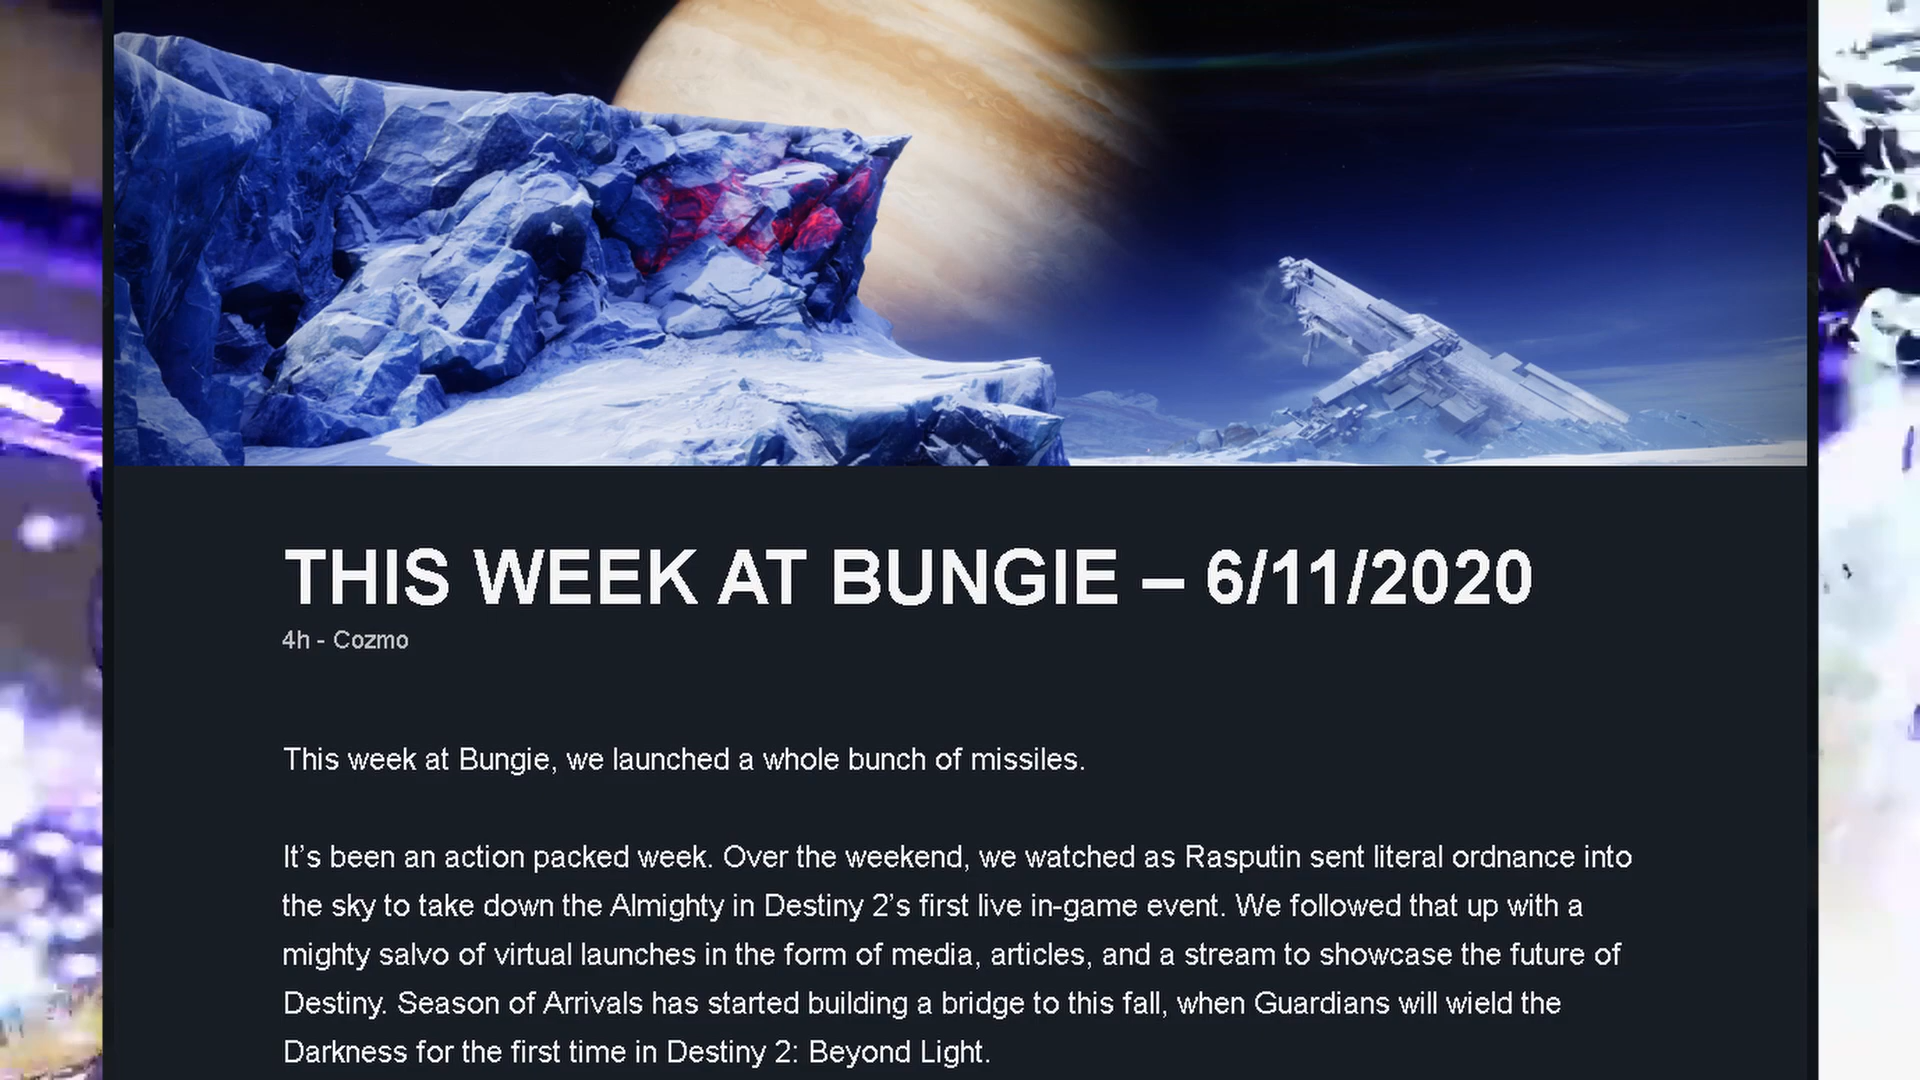 THIS WEEK AT BUNGIE – 6/11/2020
4h - Cozmo
This week at Bungie, we launched a whole bunch of missiles.
It’s been an action packed week. Over the weekend, we watched as Rasputin sent literal ordnance into
the sky to take down the Almighty in Destiny 2’s first live in-game event. We followed that up with a
mighty salvo of virtual launches in the form of media, articles, and a stream to showcase the future of
Destiny. Season of Arrivals has started building a bridge to this fall, when Guardians will wield the
Darkness for the first time in Destiny 2: Beyond Light.